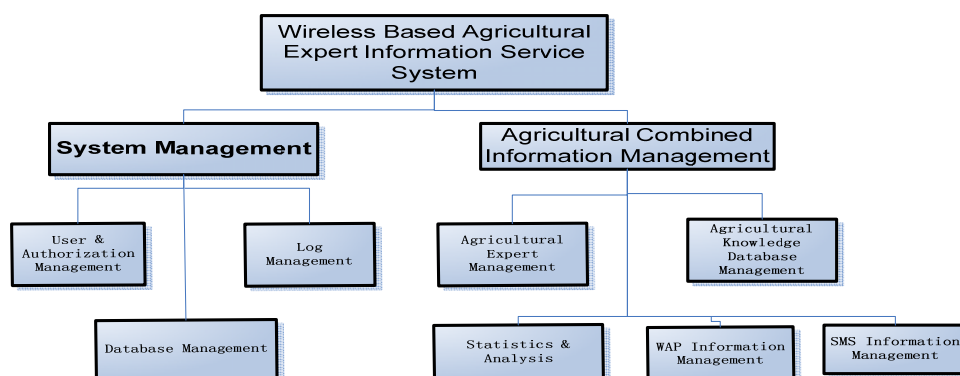 Wireless Based Agricultural
Expert Information Service
System
System Management
Agricultural Combined
Information Management
User &
Authorization
Management
Log
Management
Agricultural
Expert
Management
Agricultural
Knowledge
Database
Management
Database Management
Statistics &
Analysis
WAP Information
Management
SMS Information
Management